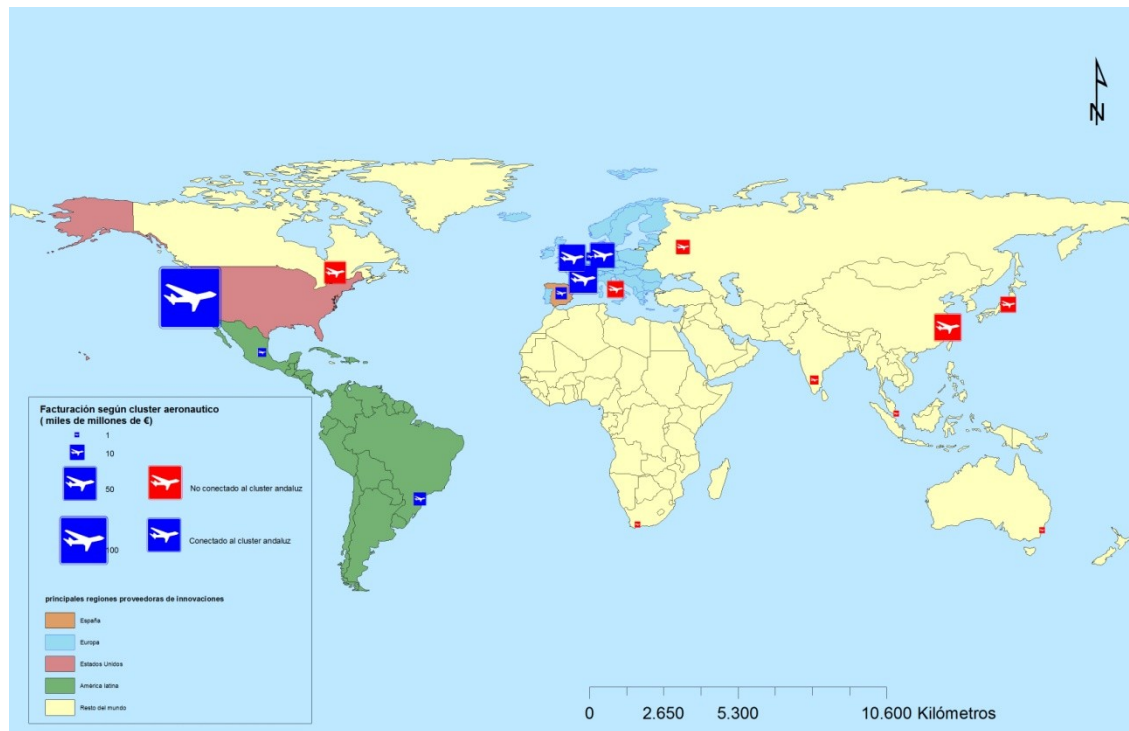 N
Facturación según cluster aeronautico
( miles de millones de €)
1
10
50
No conectado al cluster andaluz
100
Conectado al cluster andaluz
principales regiones proveedoras de innovaciones
España
Europa
Estados Unidos
América latina
Resto del mundo
0 2.650 5.300 10.600 Kilómetros